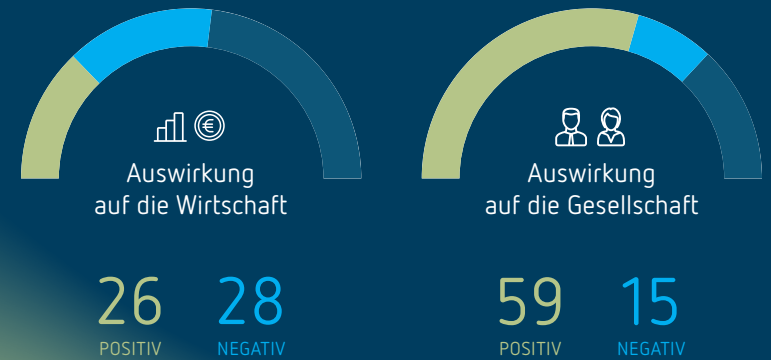 €
Auswirkung
auf die Wirtschaft
26 28
POSITIV NEGATIV
Auswirkung
auf die Gesellschaft
59 15
POSITIV NEGATIV